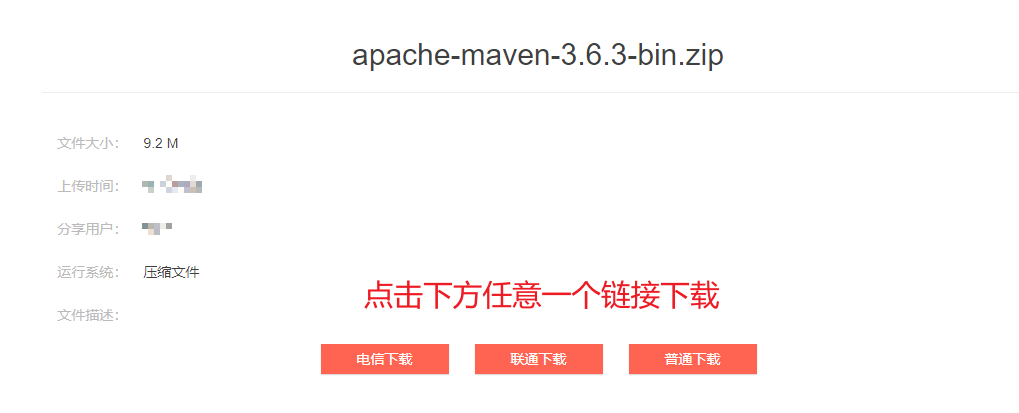 apache-maven-3.6.3-bin.zip
文件大小： 9.2 M
上传时间：
分享用户：
运行系统： 压缩文件
点击下方任意一个链接下载
文件描述：
电信下载 联通下载 普通下载